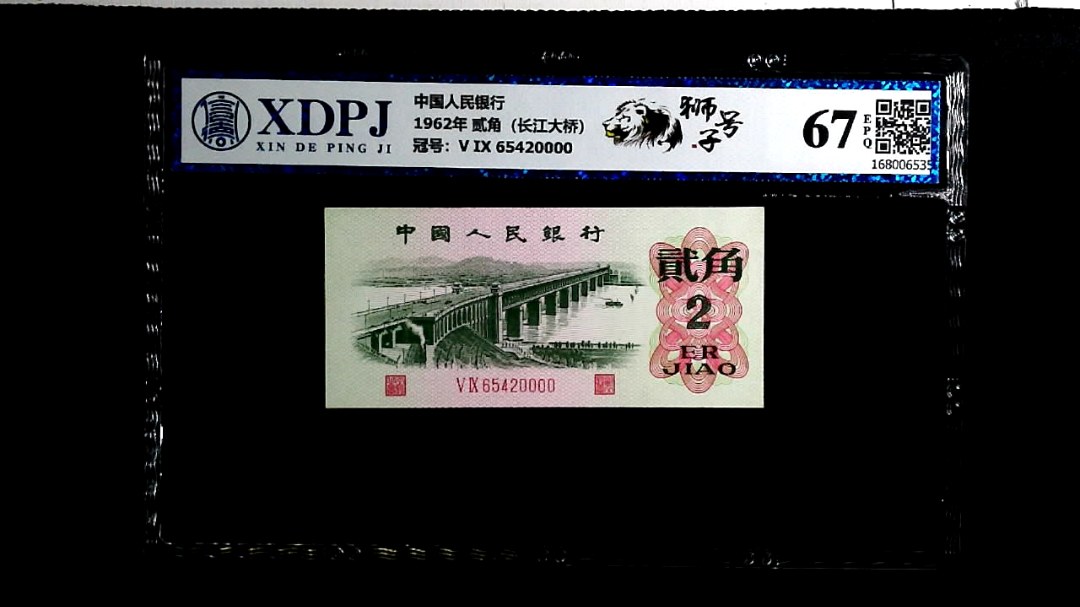 XDPJ
XIN DE PING JI
中国人民银行
1962年 贰角（长江大桥）
冠号：V IX 65420000
狮子号
67
EPQ
168006535
中國人民銀行
貳角
2
ER
JIAO
V IX 65420000